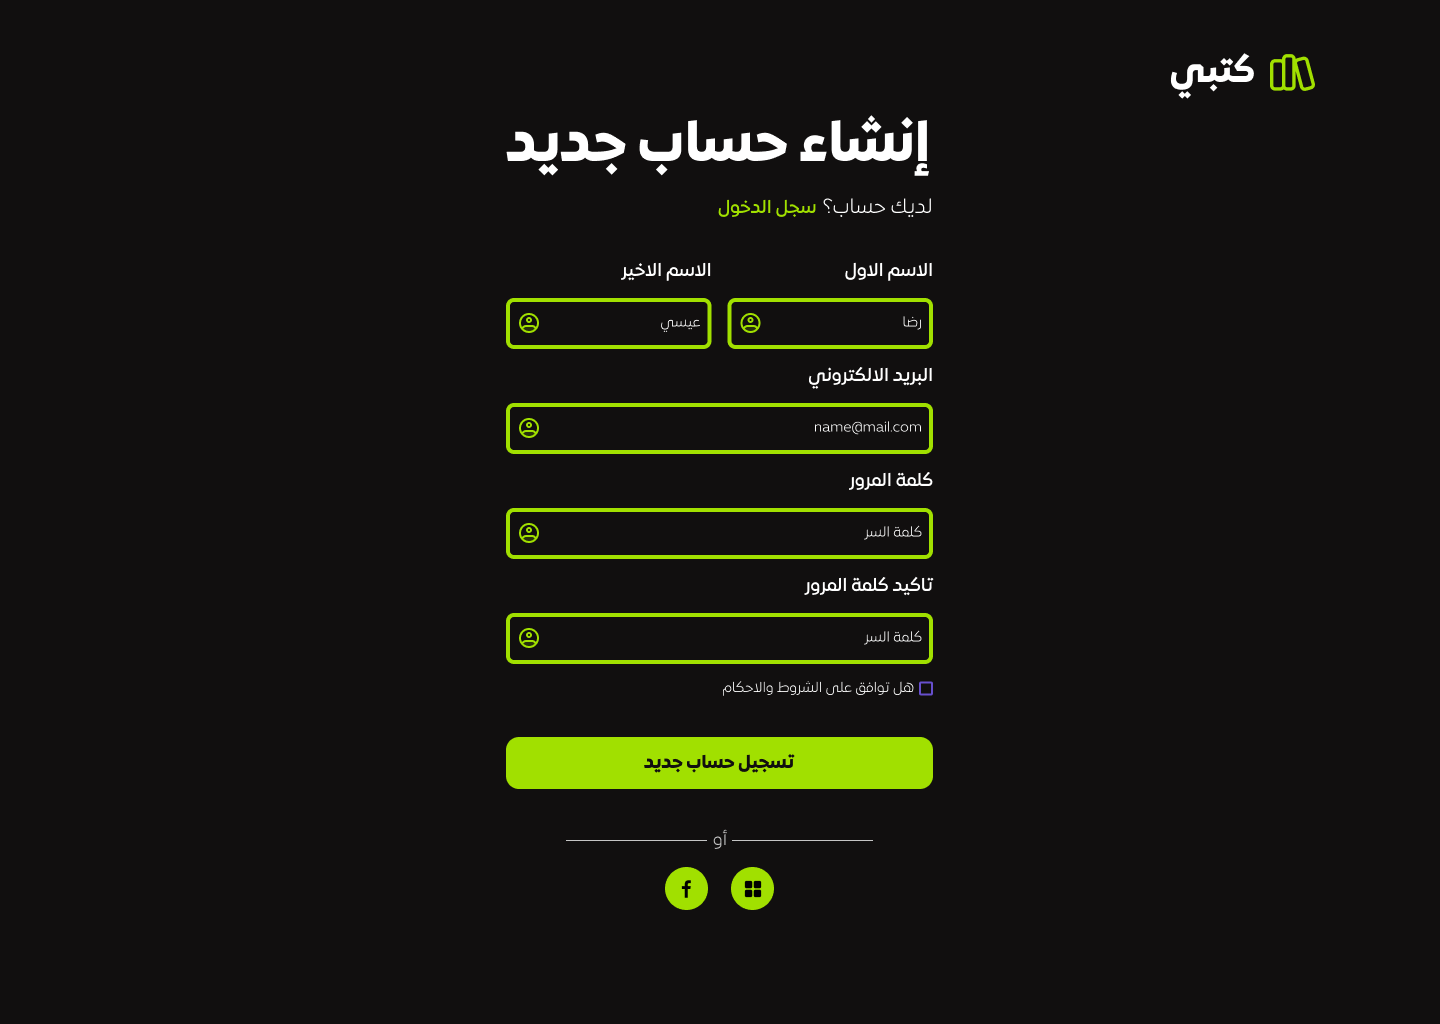 كتبي
إنشاء حساب جديد
لديك حساب؟ سجل الدخول
الاسم الاول
الاسم الاخير
رضا
عيسي
البريد الالكتروني
name@mail.com
كلمة المرور
كلمة السر
تاكيد كلمة المرور
كلمة السر
هل توافق على الشروط والاحكام
تسجيل حساب جديد
أو